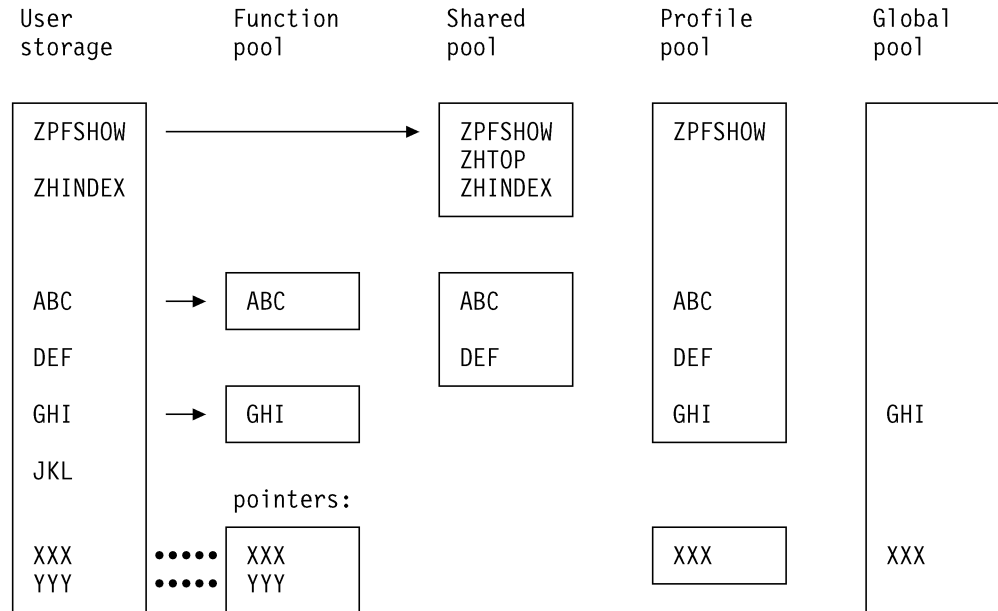 User Function Shared Profile Global
storage pool pool pool pool
ZPFSHOW ZPFSHOW ZPFSHOW
ZHTOP
ZHINDEX ZHINDEX
ABC ABC ABC ABC
DEF DEF DEF
GHI GHI GHI GHI
JKL
pointers:
XXX XXX XXX XXX
YYY YYY